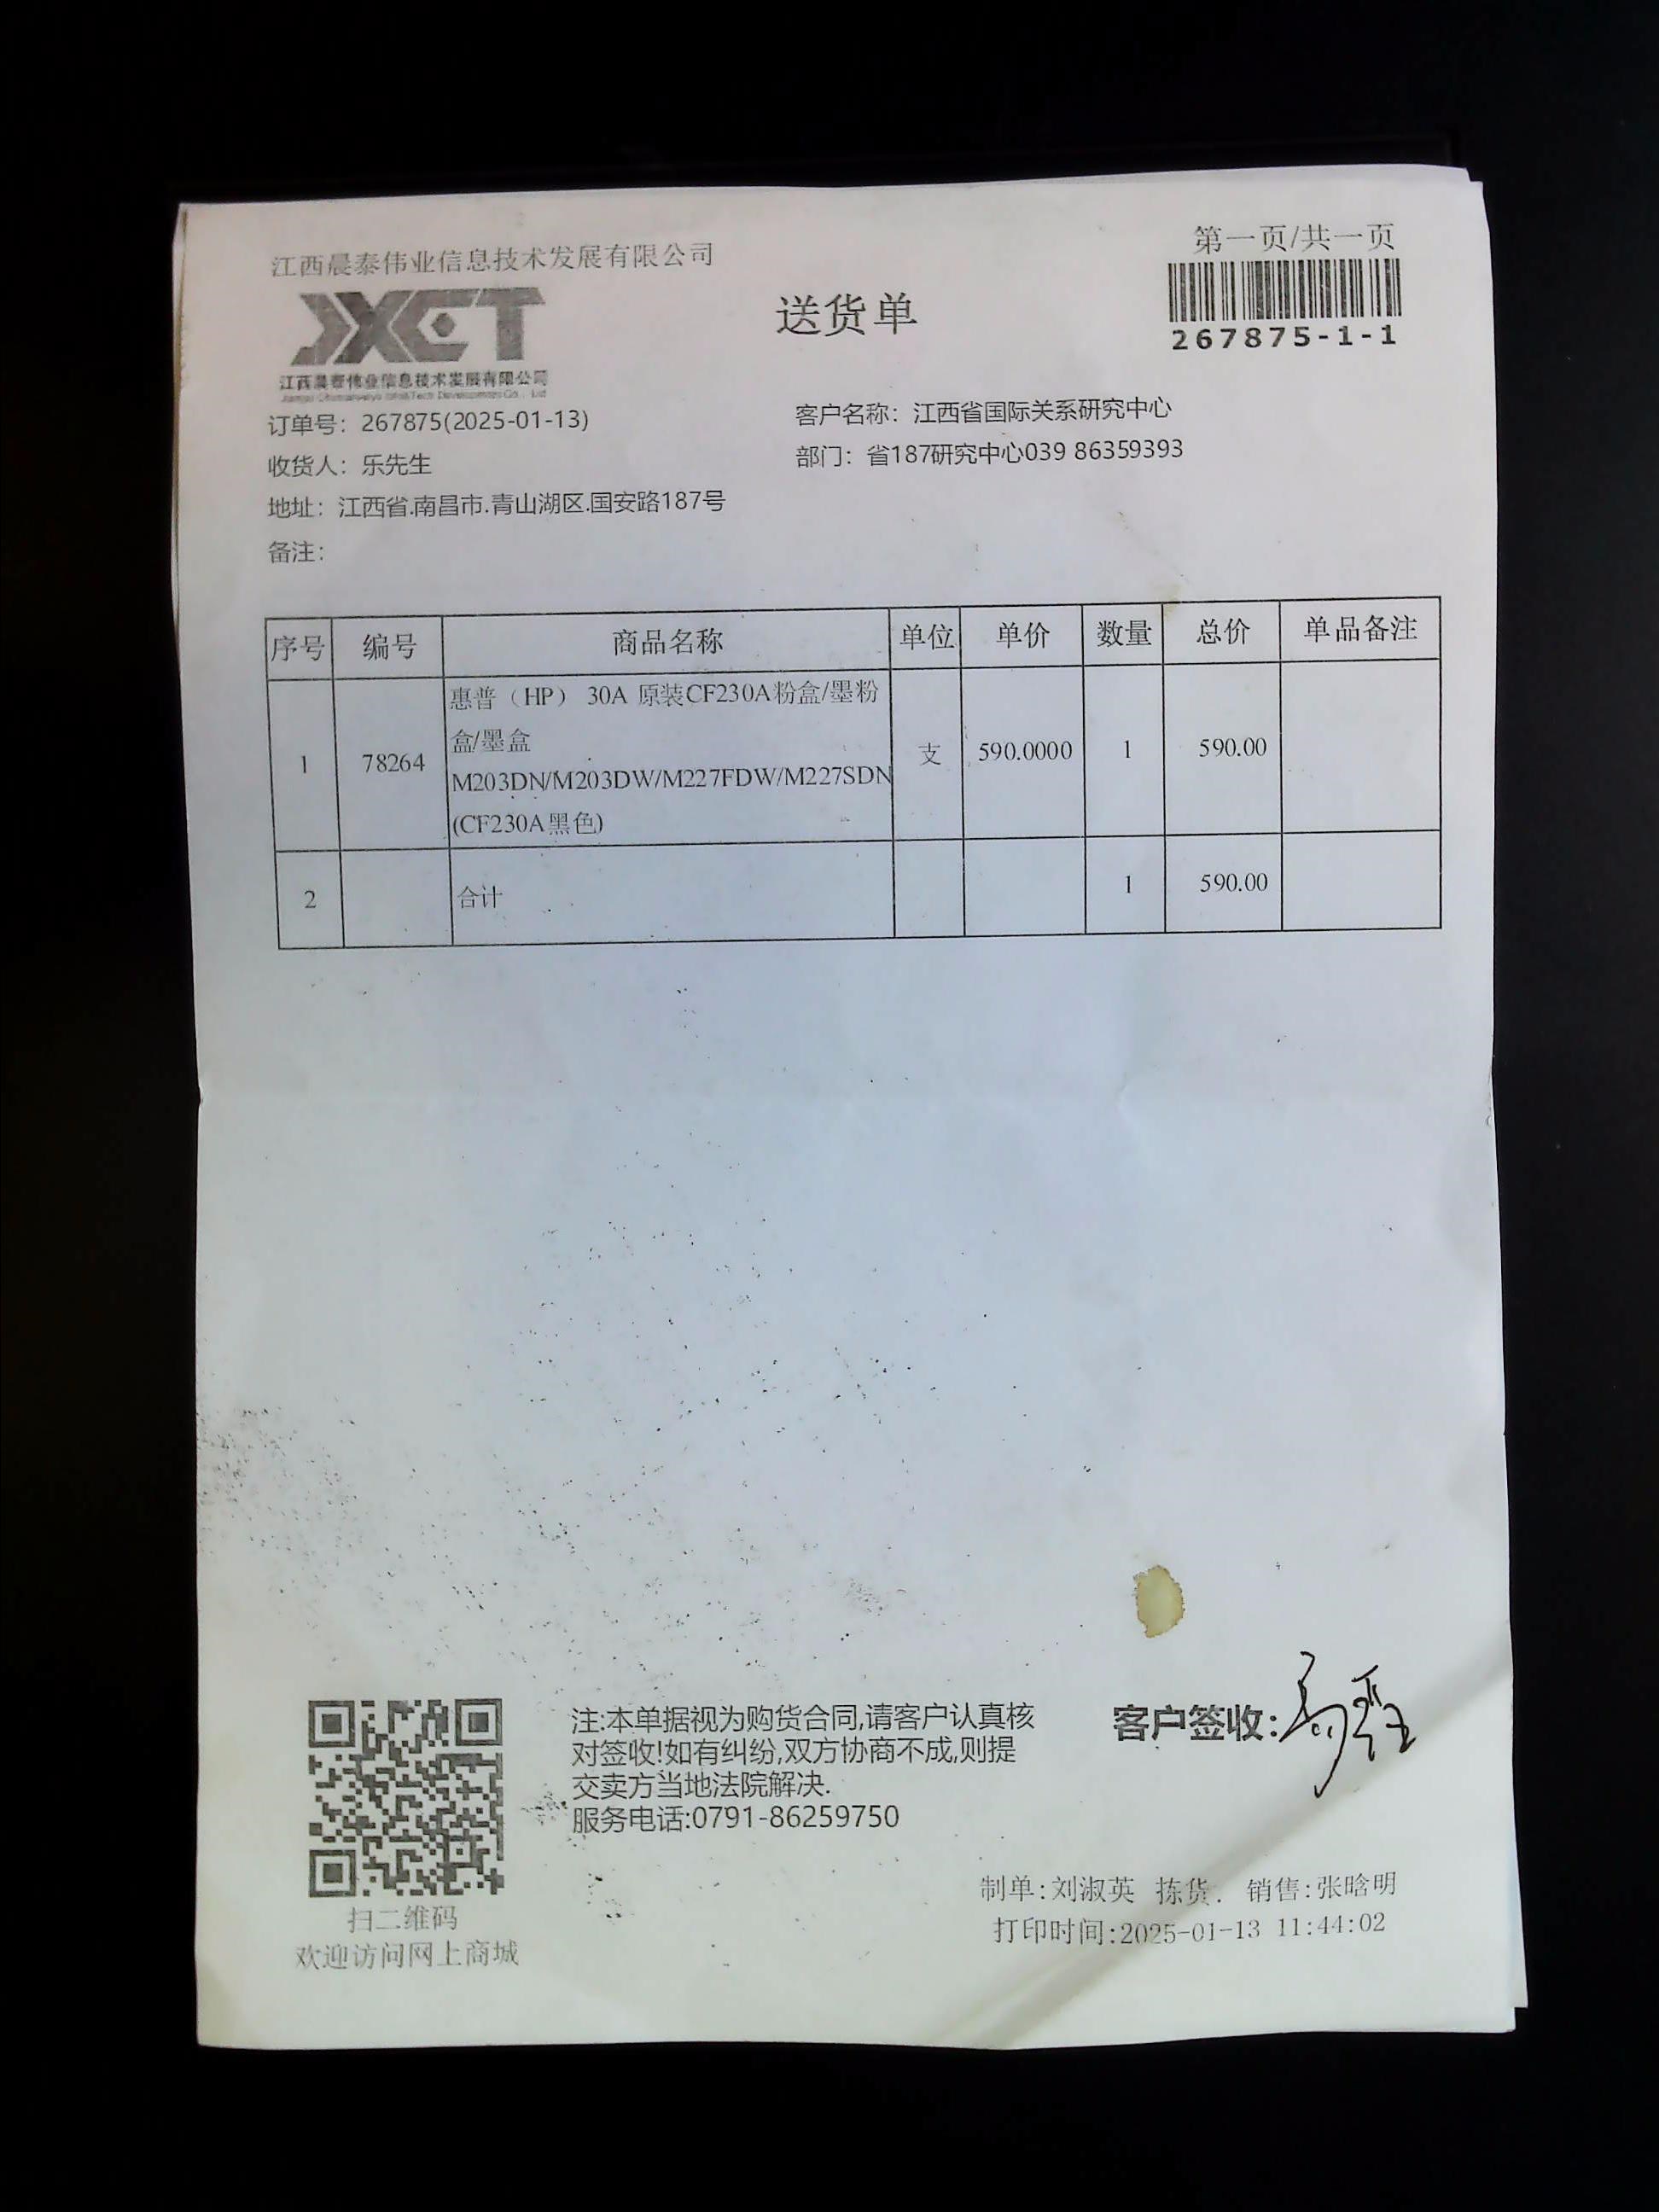 江西晨泰伟业信息技术发展有限公司
第一页/共一页
JXCT
送货单
267875-1-1
江西晨泰伟业信息技术发展有限公司
订单号：267875(2025-01-13)
客户名称：江西省国际关系研究中心
收货人：乐先生
部门：省187研究中心039 86359393
地址：江西省.南昌市.青山湖区.国安路187号
备注：
序号 编号 商品名称 单位 单价 数量 总价 单品备注
惠普（HP） 30A 原装CF230A粉盒/墨粉
盒/墨盒
1 78264 M203DN/M203DW/M227FDW/M227SDN 支 590.0000 1 590.00
(CF230A黑色)
2 合计 1 590.00
注:本单据视为购货合同,请客户认真核
对签收!如有纠纷,双方协商不成,则提
交卖方当地法院解决.
服务电话:0791-86259750
客户签收:
制单:刘淑英 拣货: 销售:张晗明
打印时间:2025-01-13 11:44:02
扫二维码
欢迎访问网上商城